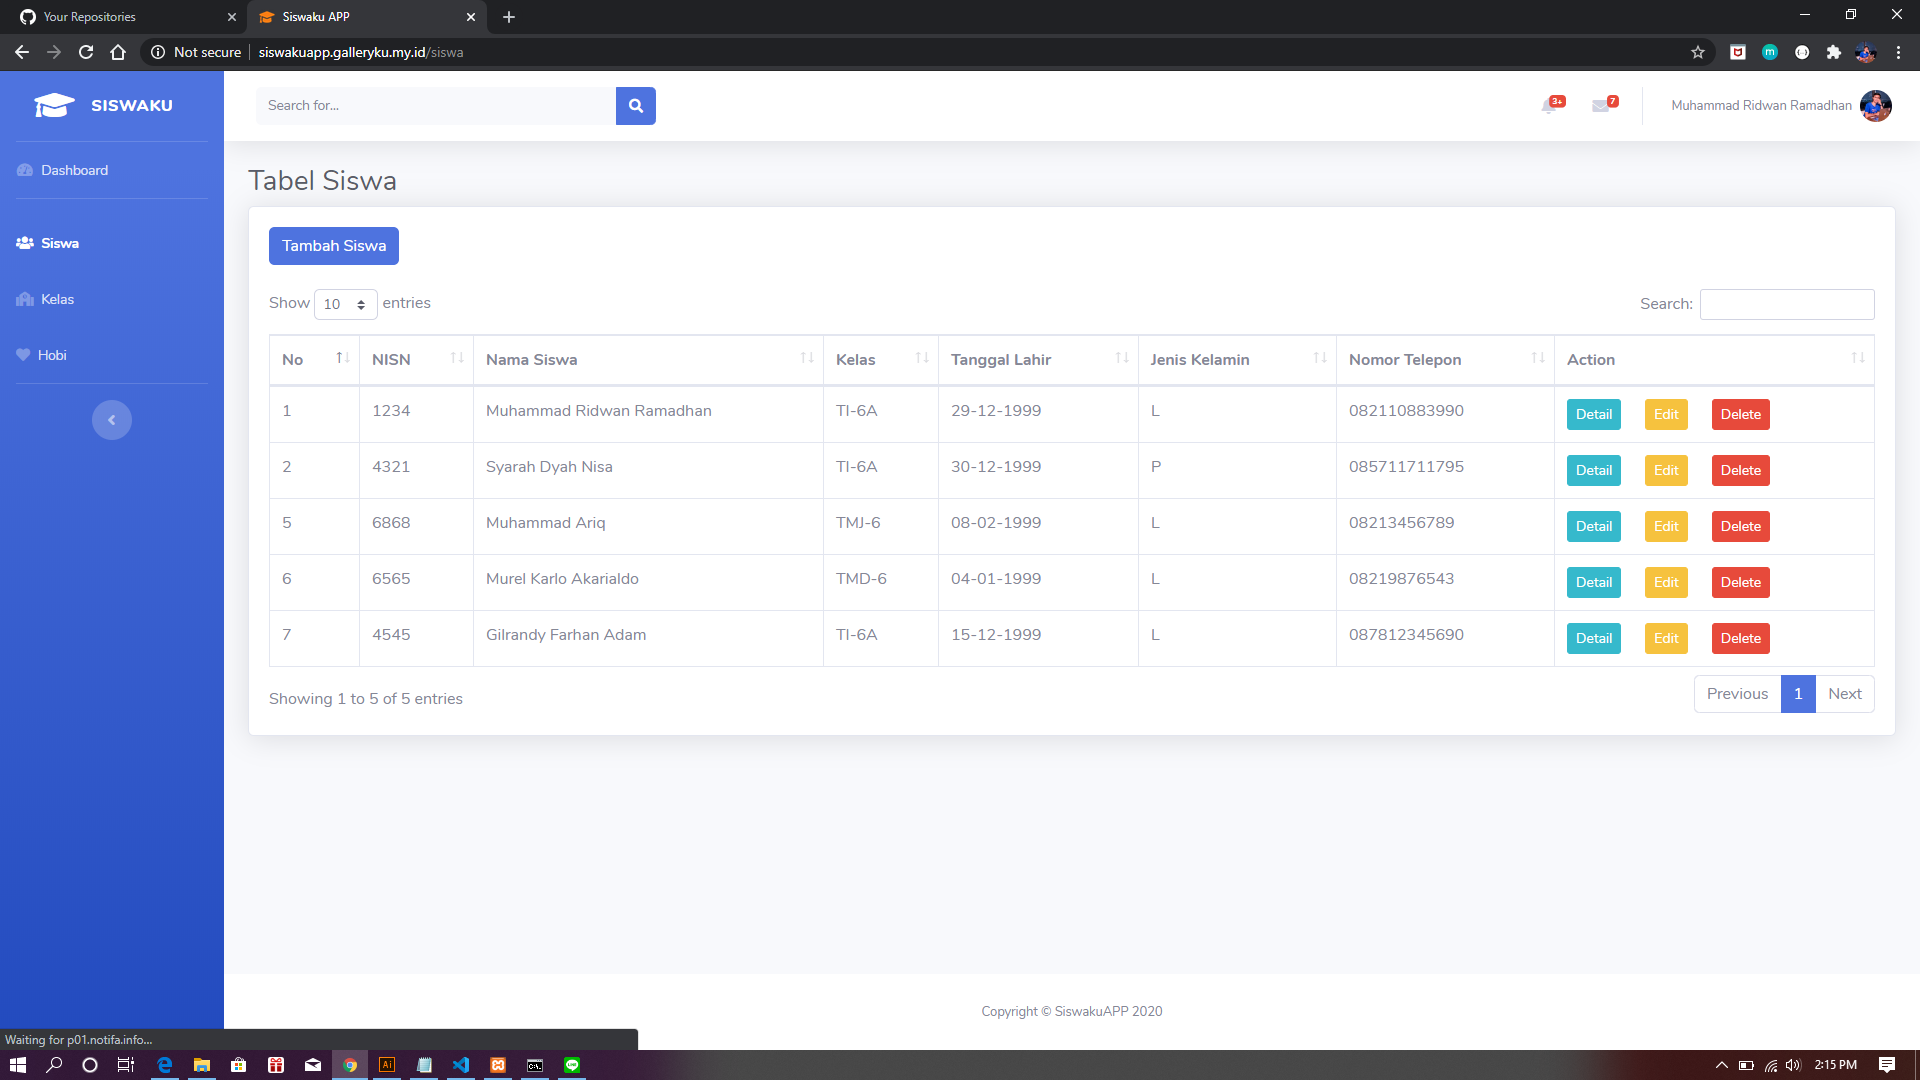 Your Repositories
Siswaku APP
Not secure
siswakuapp.galleryku.my.id/siswa
SISWAKU
Search for...
3+
7
Muhammad Ridwan Ramadhan
Dashboard
Siswa
Kelas
Hobi
Tabel Siswa
Tambah Siswa
Show 10 entries
Search:
No NISN Nama Siswa Kelas Tanggal Lahir Jenis Kelamin Nomor Telepon Action
1 1234 Muhammad Ridwan Ramadhan TI-6A 29-12-1999 L 082110883990 Detail Edit Delete
2 4321 Syarah Dyah Nisa TI-6A 30-12-1999 P 085711711795 Detail Edit Delete
5 6868 Muhammad Ariq TMJ-6 08-02-1999 L 08213456789 Detail Edit Delete
6 6565 Murel Karlo Akarialdo TMD-6 04-01-1999 L 08219876543 Detail Edit Delete
7 4545 Gilrandy Farhan Adam TI-6A 15-12-1999 L 087812345690 Detail Edit Delete
Showing 1 to 5 of 5 entries
Previous 1 Next
Copyright © SiswakuAPP 2020
Waiting for p01.notifa.info...
Ai
2:15 PM